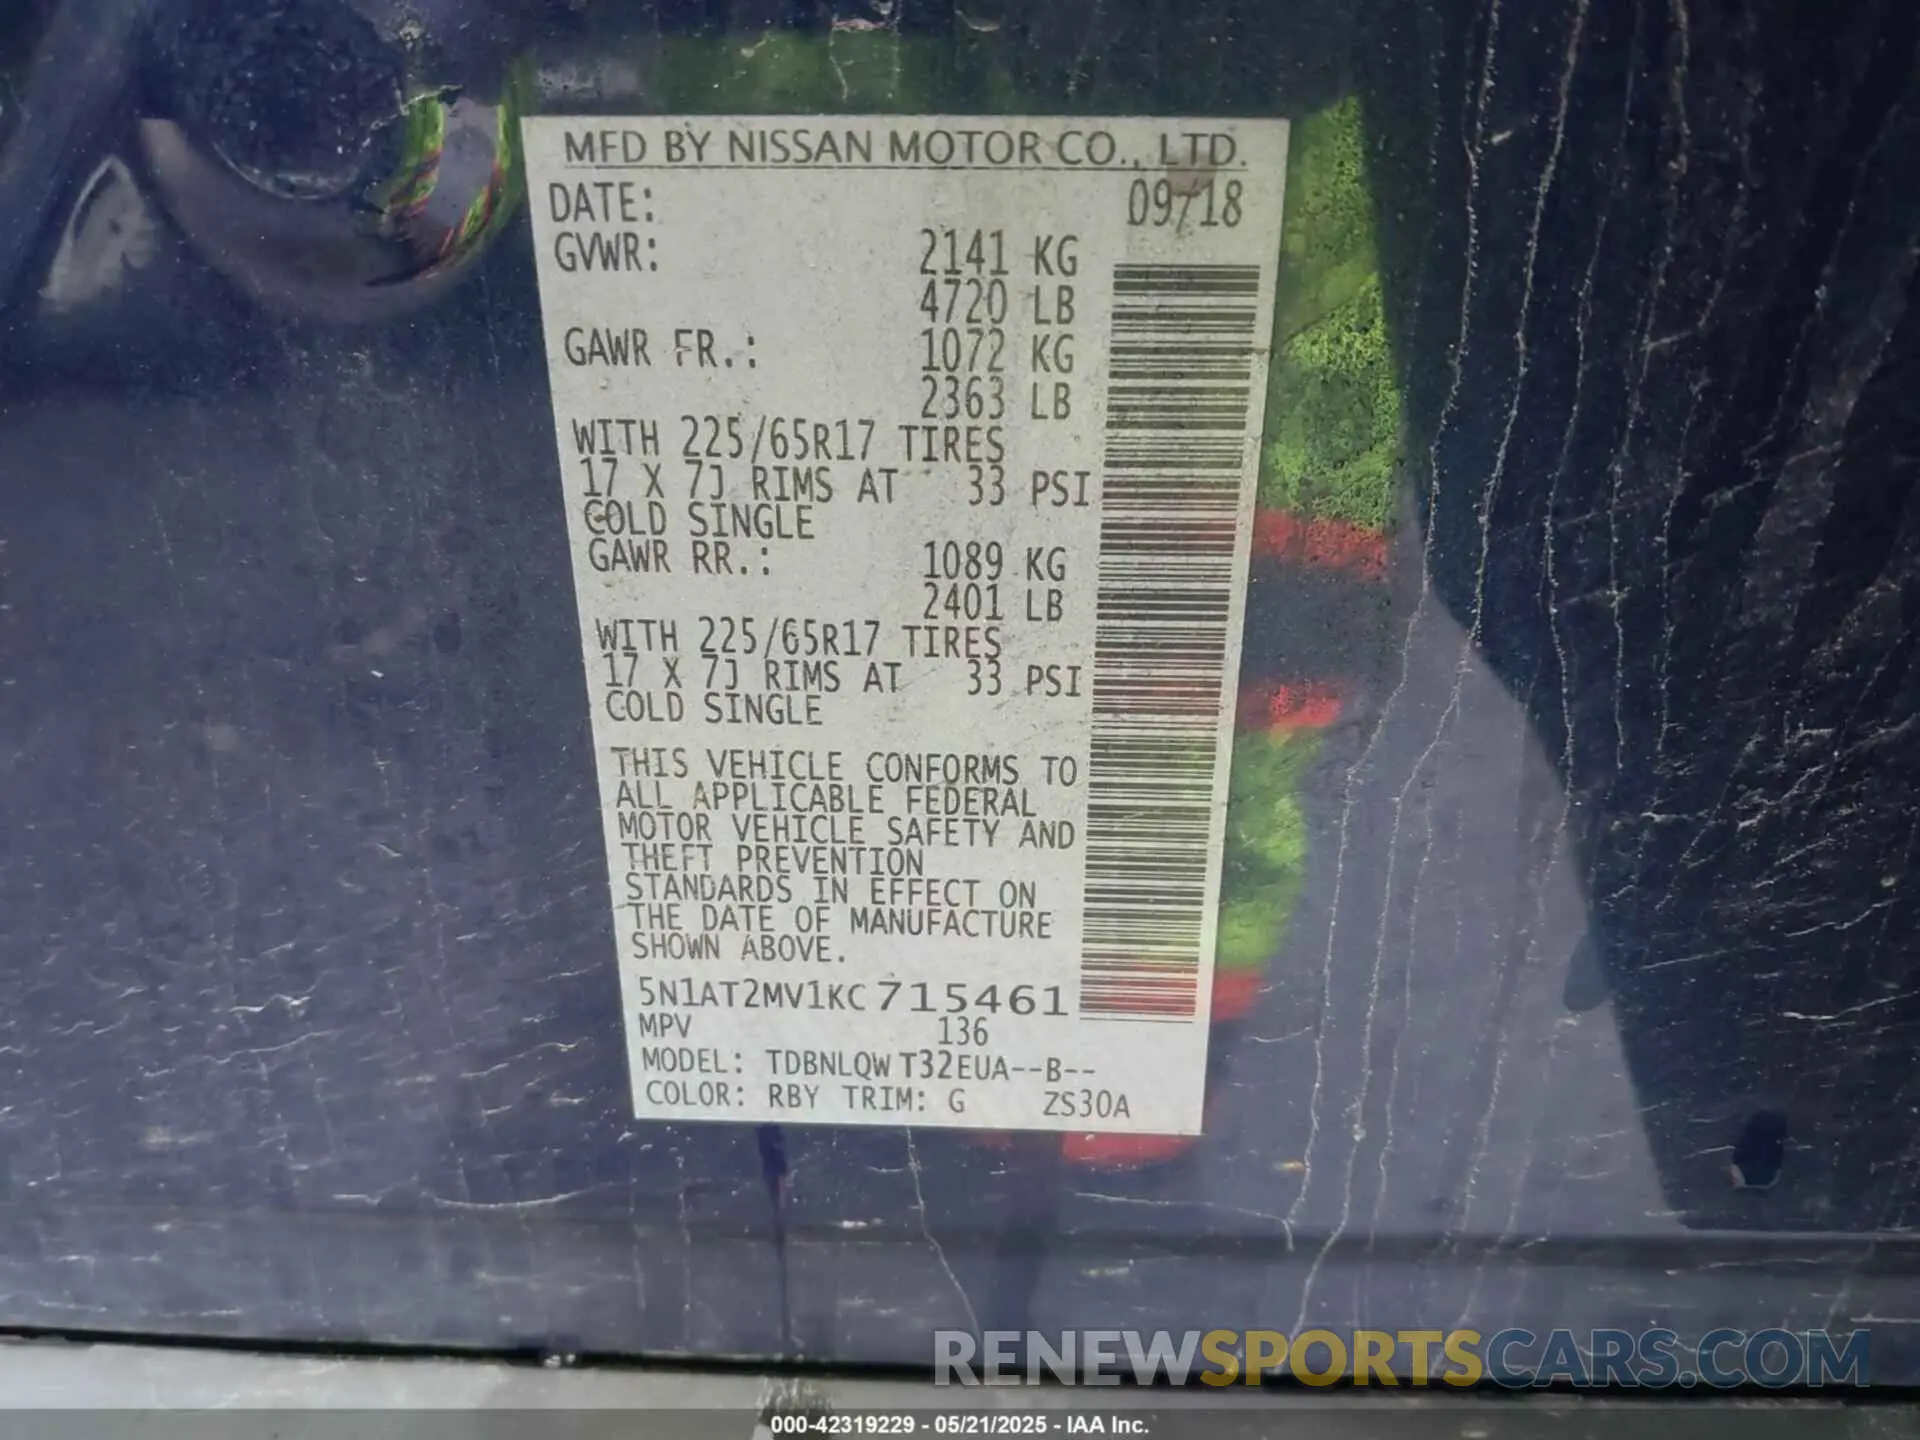 MFD BY NISSAN MOTOR CO., LTD.
DATE: 09/18
GVWR: 2141 KG
4720 LB
GAWR FR.: 1072 KG
2363 LB
WITH 225/65R17 TIRES
17 X 7J RIMS AT 33 PSI
COLD SINGLE
GAWR RR.: 1089 KG
2401 LB
WITH 225/65R17 TIRES
17 X 7J RIMS AT 33 PSI
COLD SINGLE
THIS VEHICLE CONFORMS TO
ALL APPLICABLE FEDERAL
MOTOR VEHICLE SAFETY AND
THEFT PREVENTION
STANDARDS IN EFFECT ON
THE DATE OF MANUFACTURE
SHOWN ABOVE.
5N1AT2MV1KC715461
MPV 136
MODEL: TDBNLQW T32EUA--B--
COLOR: RBY TRIM: G ZS30A
RENEWSPORTSCARS.COM
000-42319229 - 05/21/2025 - IAA Inc.